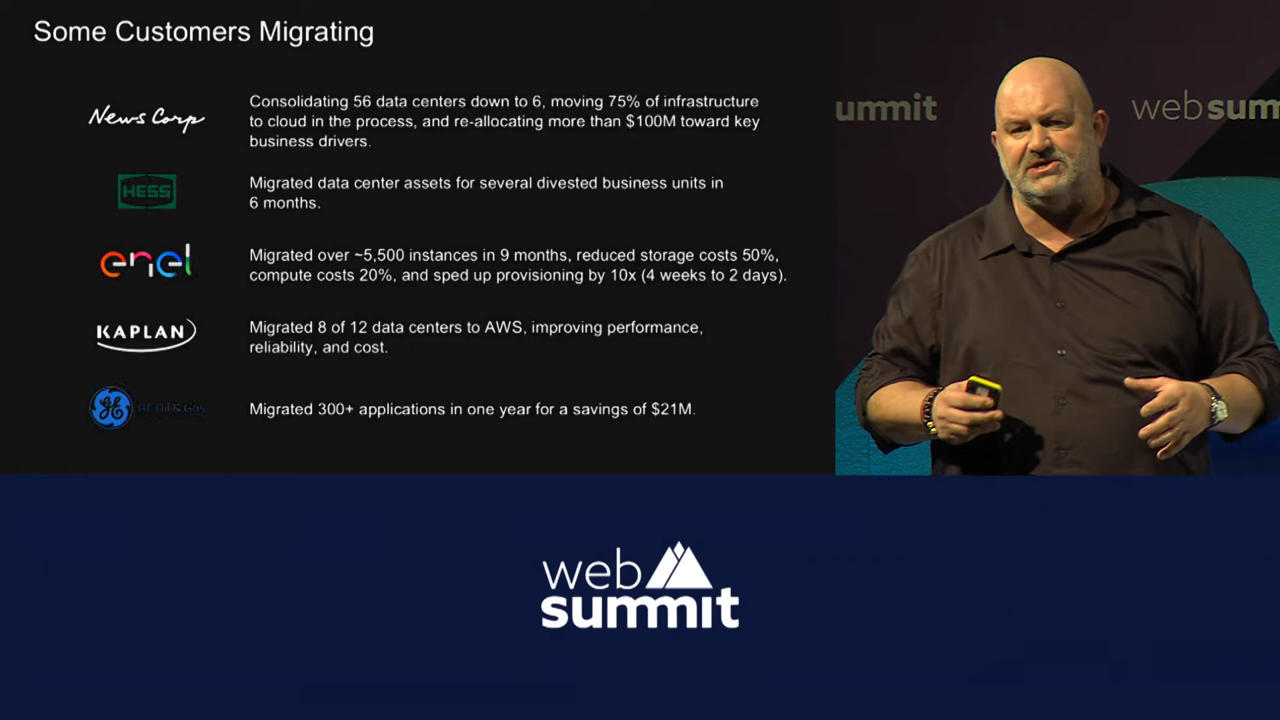 Some Customers Migrating
News Corp
Consolidating 56 data centers down to 6, moving 75% of infrastructure
to cloud in the process, and re-allocating more than $100M toward key
business drivers.
HESS
Migrated data center assets for several divested business units in
6 months.
enel
Migrated over ~5,500 instances in 9 months, reduced storage costs 50%,
compute costs 20%, and sped up provisioning by 10x (4 weeks to 2 days).
KAPLAN
Migrated 8 of 12 data centers to AWS, improving performance,
reliability, and cost.
GE GE Oil & Gas
Migrated 300+ applications in one year for a savings of $21M.
ummit
web summ
web
summit